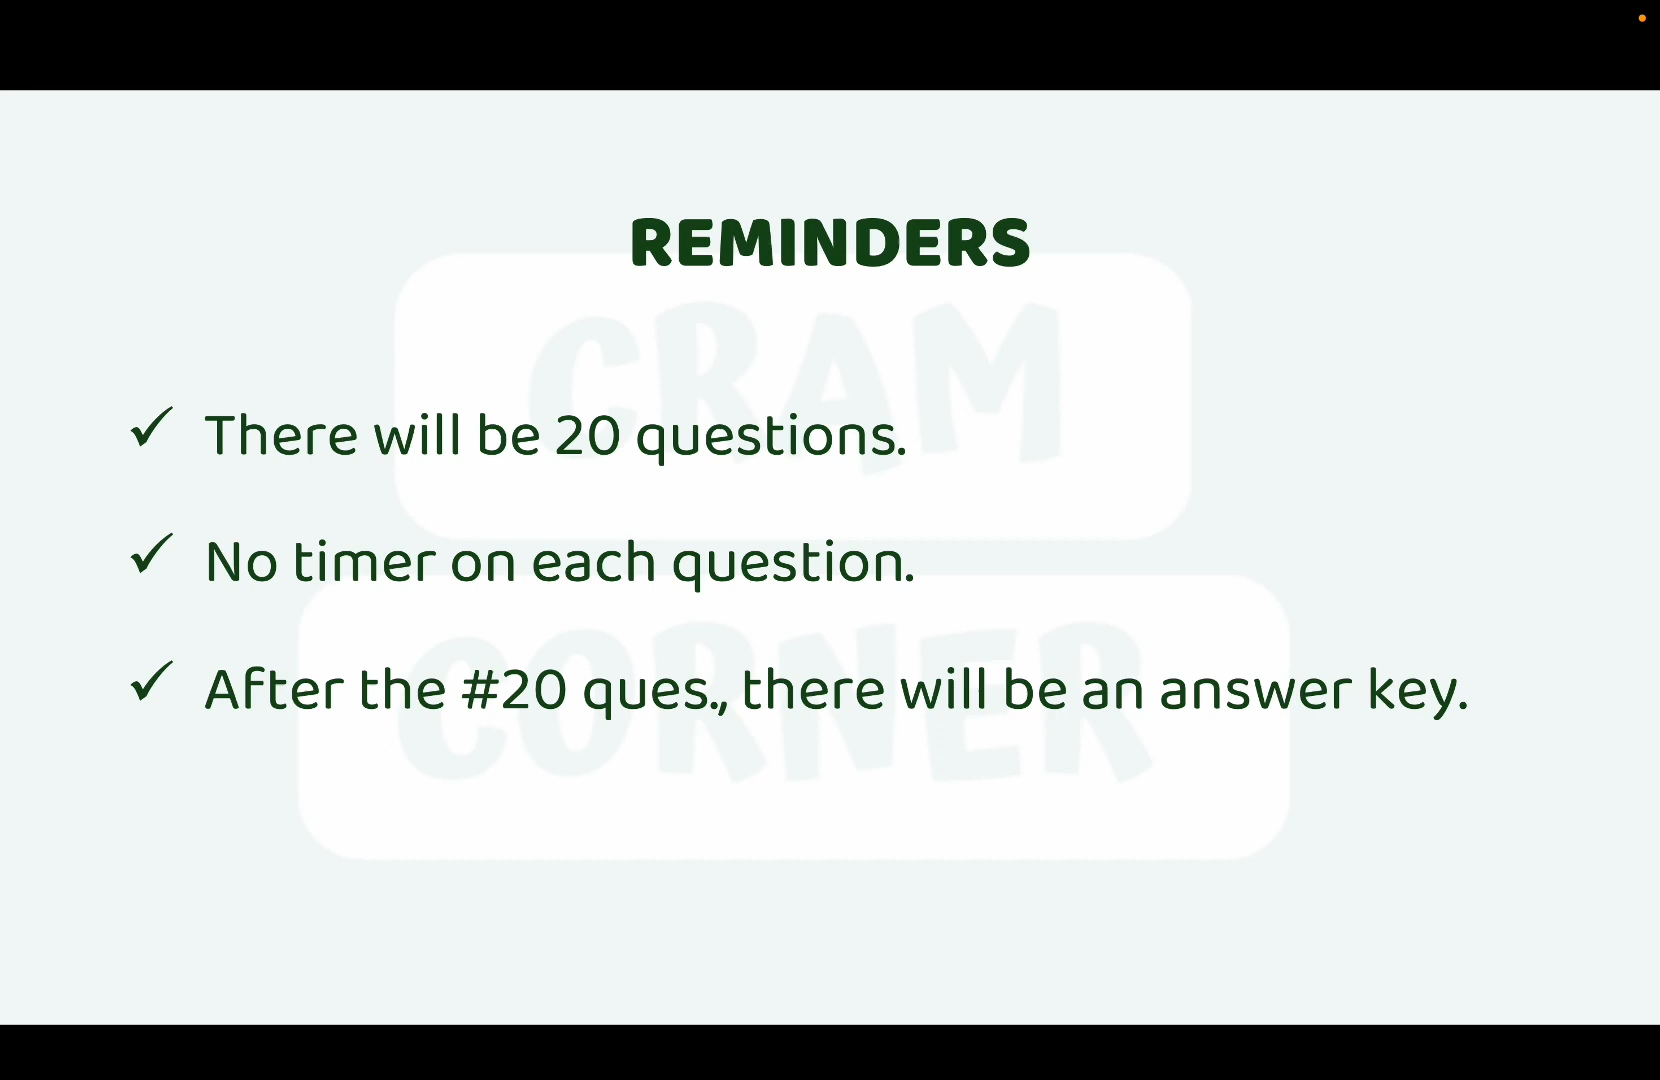 REMINDERS
CRAM
✓ There will be 20 questions.
✓ No timer on each question.
CORNER
✓ After the #20 ques., there will be an answer key.